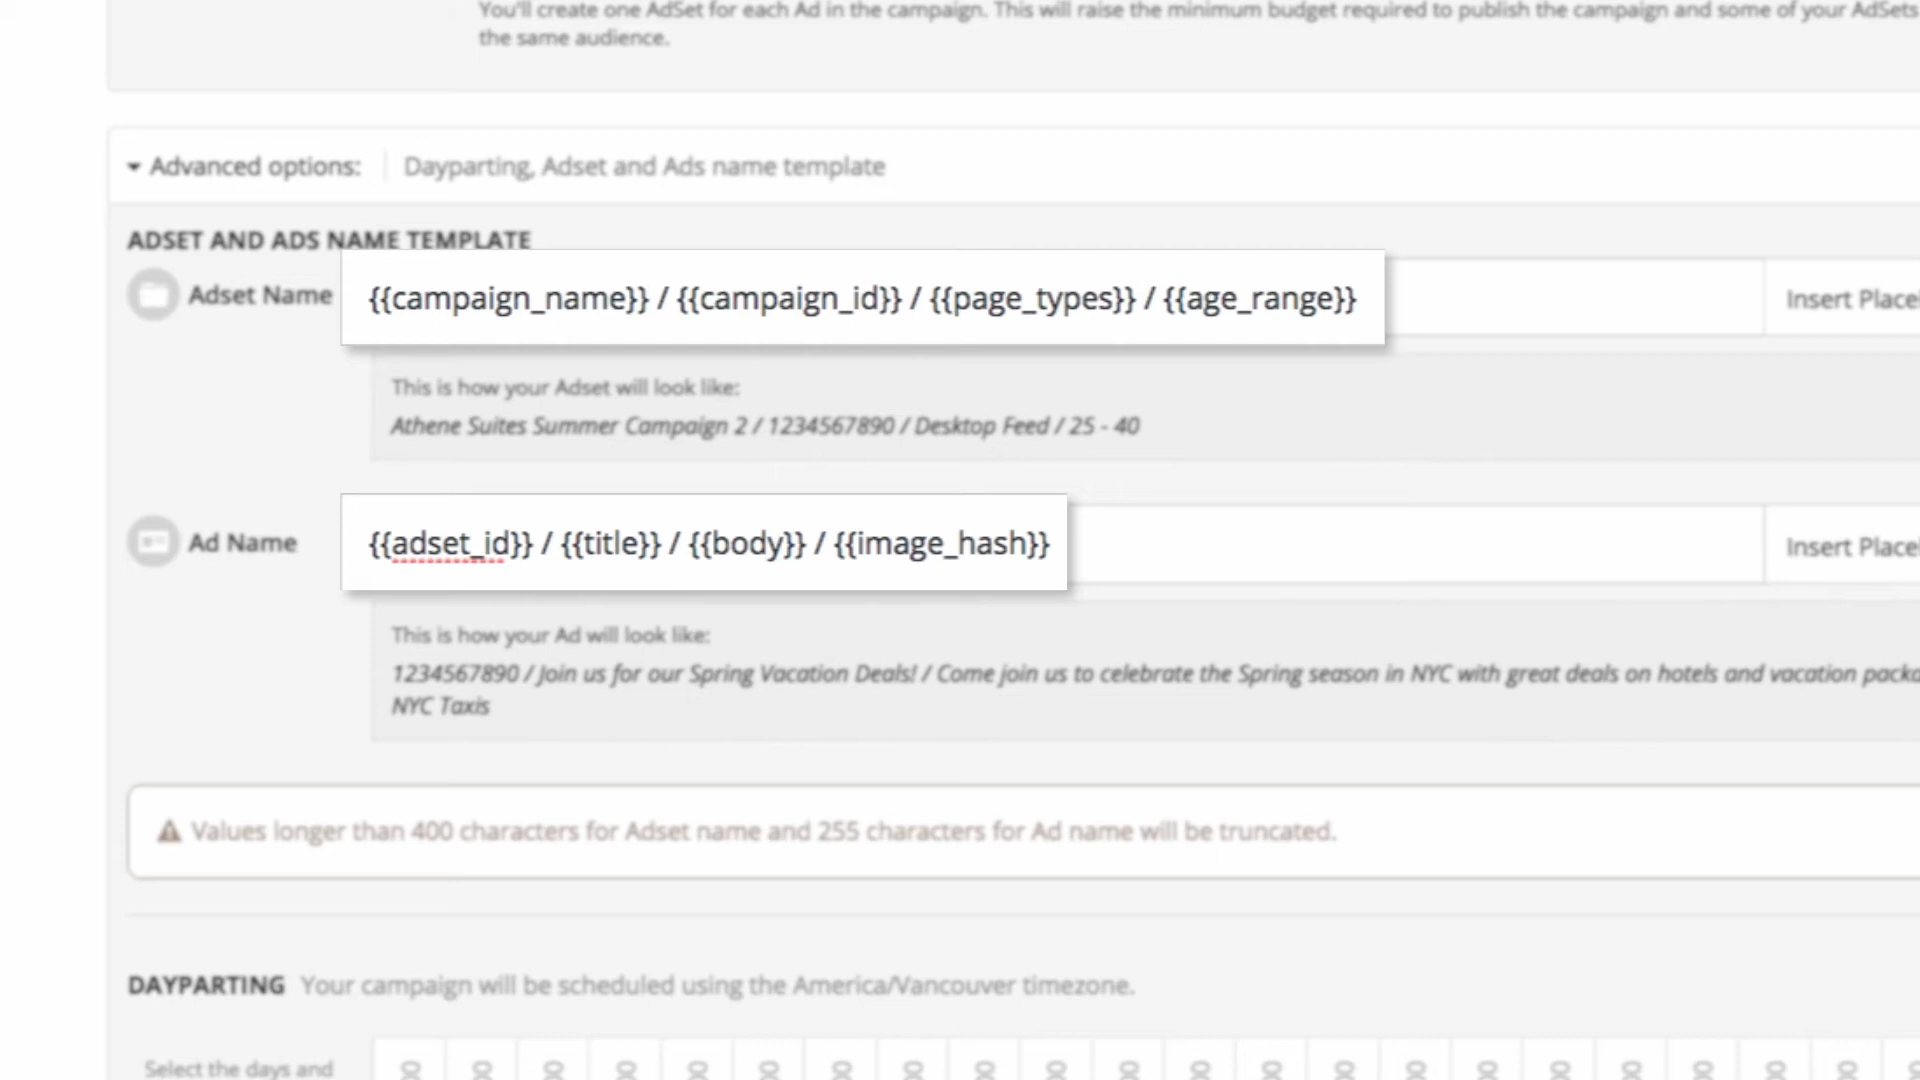 You'll create one AdSet for each Ad in the campaign. This will raise the minimum budget required to publish the campaign and some of your AdSets
the same audience.
Advanced options: Dayparting, Adset and Ads name template
ADSET AND ADS NAME TEMPLATE
Adset Name {{campaign_name}} / {{campaign_id}} / {{page_types}} / {{age_range}} Insert
This is how your Adset will look like:
Athene Suites Summer Campaign 2 / 1234567890 / Desktop Feed / 25 - 40
Ad Name {{adset_id}} / {{title}} / {{body}} / {{image_hash}} Insert
This is how your Ad will look like:
1234567890 / Join us for our Spring Vacation Deals! / Come join us to celebrate the Spring season in NYC with great deals on hotels and vacation
NYC Taxis
Values longer than 400 characters for Adset name and 255 characters for Ad name will be truncated.
DAYPARTING Your campaign will be scheduled using the America/Vancouver timezone.
Select the days and